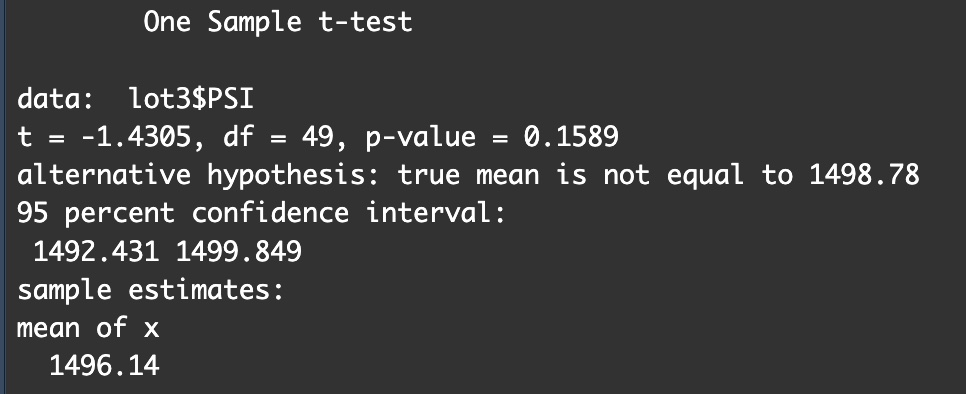 One Sample t-test
data: lot3$PSI
t = -1.4305, df = 49, p-value = 0.1589
alternative hypothesis: true mean is not equal to 1498.78
95 percent confidence interval:
1492.431 1499.849
sample estimates:
mean of x
1496.14